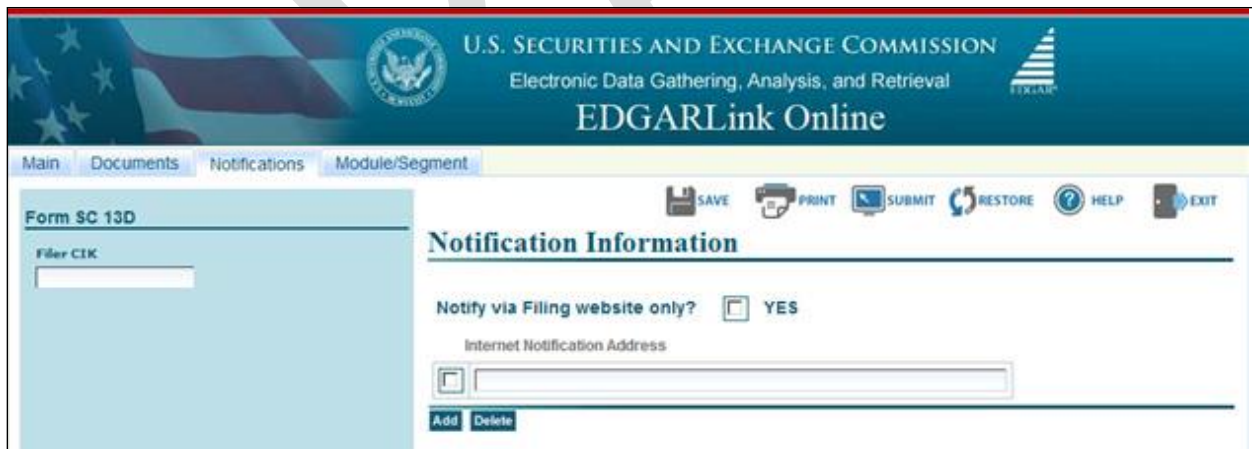 U.S. SECURITIES AND EXCHANGE COMMISSION
Electronic Data Gathering, Analysis, and Retrieval
EDGAR
EDGARLink Online
Main Documents Notifications Module/Segment
SAVE PRINT SUBMIT RESTORE HELP EXIT
Form SC 13D
Filer CIK
Notification Information
Notify via Filing website only? YES
Internet Notification Address
Add Delete